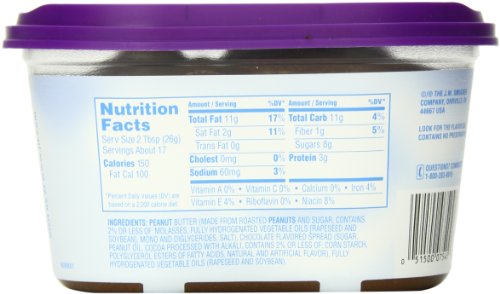 Nutrition
Facts
Serv Size 2 Tbsp (26g)
Servings About 17
Calories 150
Fat Cal 100
*Percent Daily Values (DV) are
based on a 2,000 calorie diet.
Amount / Serving %DV*
Total Fat 11g 17%
Sat Fat 2g 11%
Trans Fat 0g
Cholest 0mg 0%
Sodium 60mg 3%
Amount / Serving %DV*
Total Carb 11g 4%
Fiber 1g 5%
Sugars 8g
Protein 3g
Vitamin A 0% • Vitamin C 0% • Calcium 0% • Iron 4%
Vitamin E 4% • Riboflavin 0% • Niacin 8%
INGREDIENTS: PEANUT BUTTER (MADE FROM ROASTED PEANUTS AND SUGAR, CONTAINS
2% OR LESS OF: MOLASSES, FULLY HYDROGENATED VEGETABLE OILS (RAPESEED AND
SOYBEAN), MONO AND DIGLYCERIDES, SALT), CHOCOLATE FLAVORED SPREAD (SUGAR,
PEANUT OIL, COCOA PROCESSED WITH ALKALI, CONTAINS 2% OR LESS OF: CORN STARCH,
POLYGLYCEROL ESTERS OF FATTY ACIDS, NATURAL AND ARTIFICIAL FLAVOR), FULLY
HYDROGENATED VEGETABLE OILS (RAPESEED AND SOYBEAN).
©/® THE J.M. SMUCKER
COMPANY, ORRVILLE, OH
44667 USA
LOOK FOR THE
CONTAINS NO
QUESTIONS?
0 51500